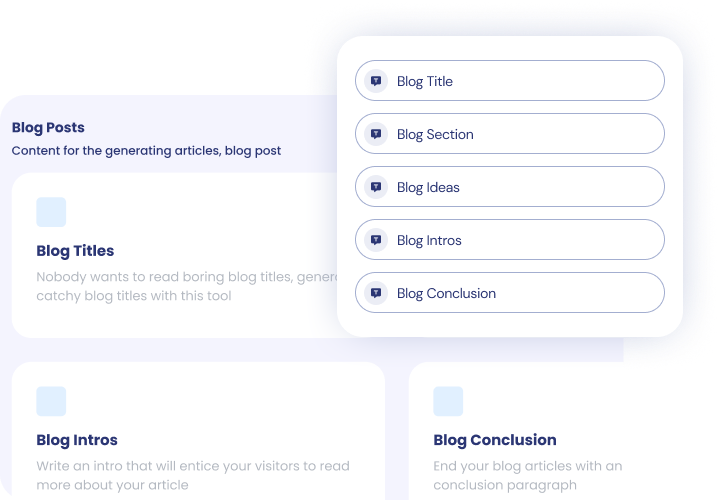 Blog Title
Blog Section
Blog Ideas
Blog Intros
Blog Conclusion
Blog Posts
Content for the generating articles, blog post
Blog Titles
Nobody wants to read boring blog titles,
catchy blog titles with this tool
Blog Intros
Write an intro that will entice your visitors to read
more about your article
Blog Conclusion
End your blog articles with an
conclusion paragraph